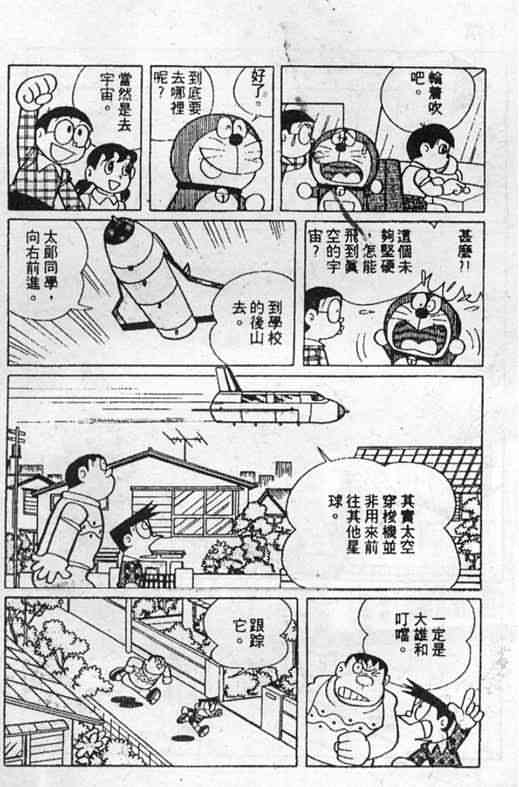 輪着吹
吧。
好了。
到底要
去哪裡
呢?
當然是去
宇宙。
甚麼?!
這個未
夠堅硬
，怎能
飛到眞
空的宇
宙?
到學校
的後山
去。
太郎同學，
向右前進。
其實太空
穿梭機並
非用來前
往其他星
球。
一定是
大雄和
叮噹。
跟踪
它。